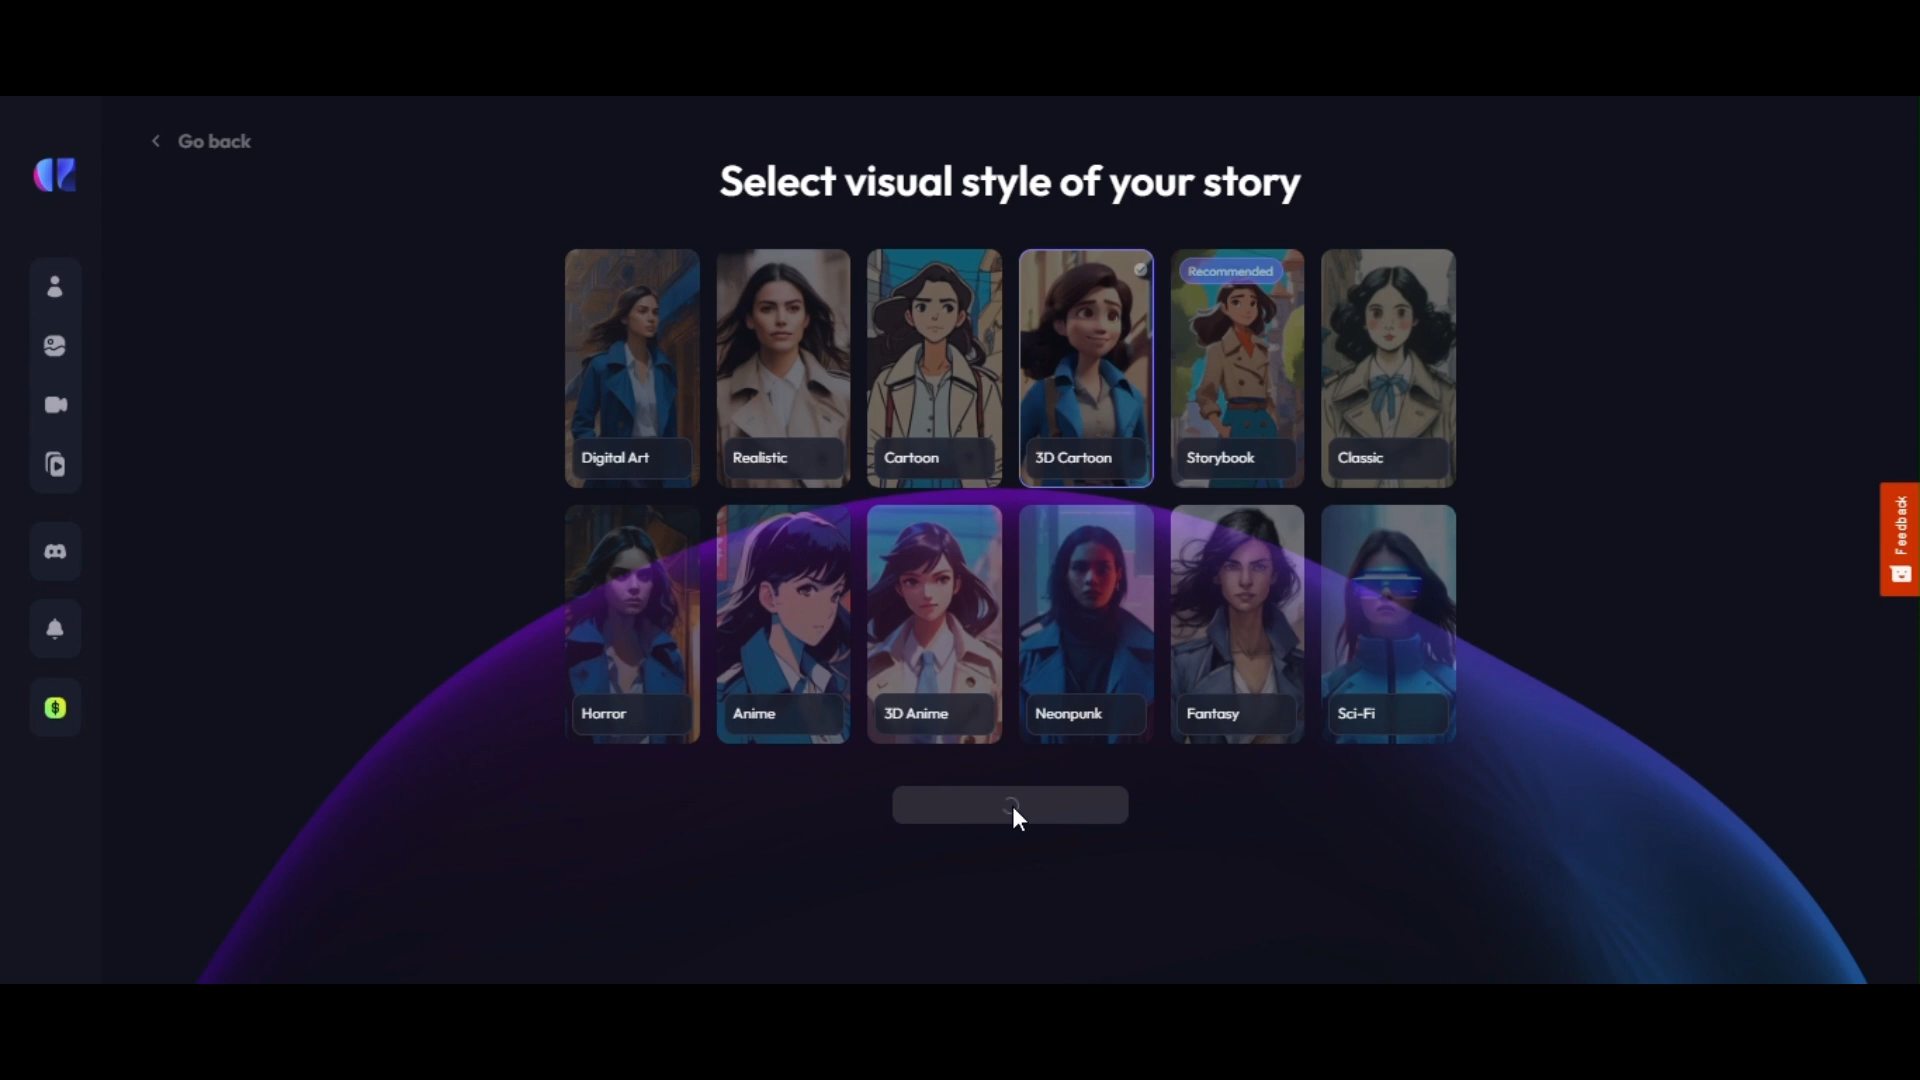 Go back
Select visual style of your story
Recommended
Digital Art
Realistic
Cartoon
3D Cartoon
Storybook
Classic
Feedback
Horror
Anime
3D Anime
Neonpunk
Fantasy
Sci-Fi
$